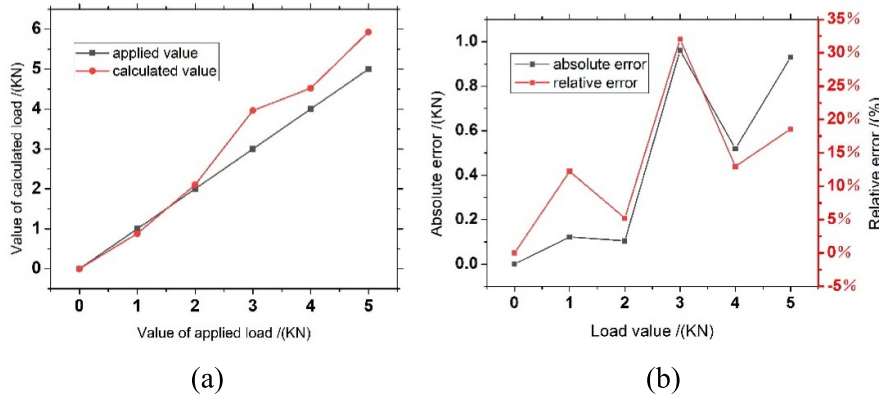 6
5
4
3
2
1
0
Value of calculated load /(KN)
applied value
calculated value
0 1 2 3 4 5
Value of applied load /(KN)
(a)
1.0
0.8
0.6
0.4
0.2
0.0
Absolute error /(KN)
absolute error
relative error
35%
30%
25%
20%
15%
10%
5%
0%
-5%
Relative error /(%)
0 1 2 3 4 5
Load value /(KN)
(b)